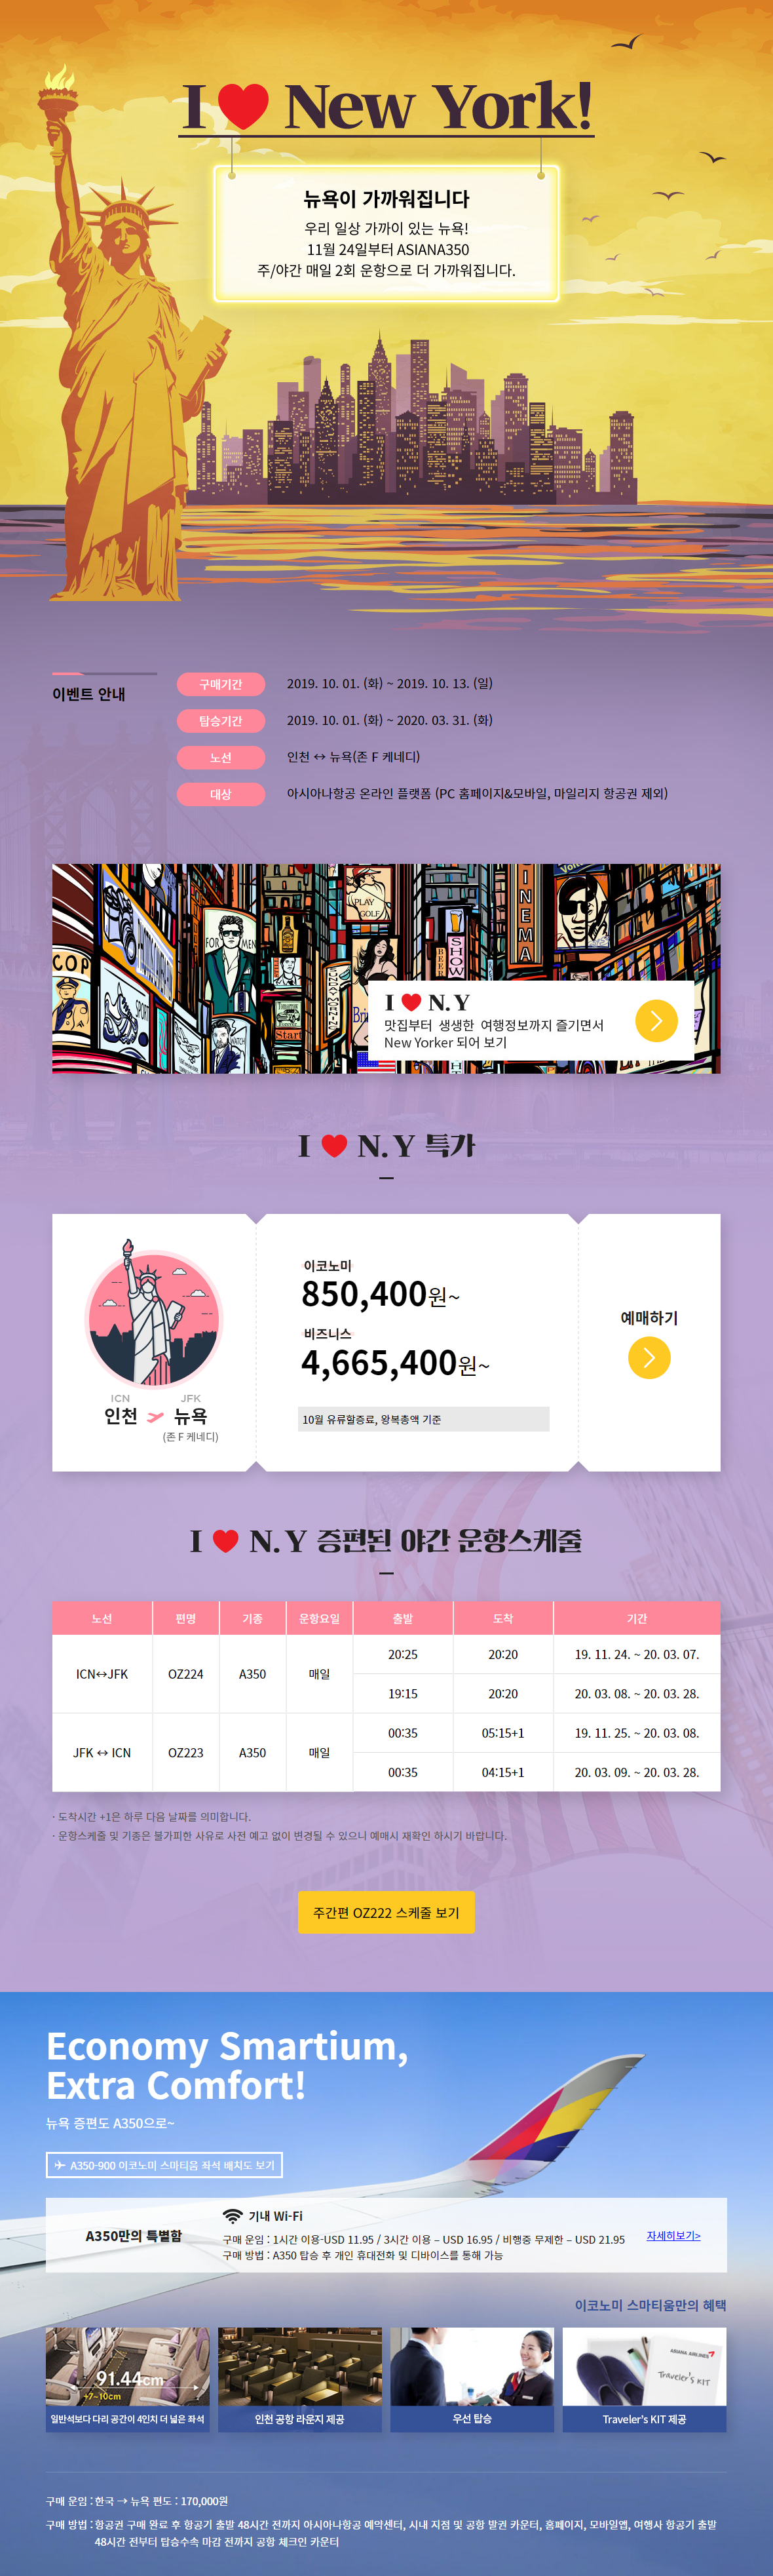 I ♥ New York!
뉴욕이 가까워집니다
우리 일상 가까이 있는 뉴욕!
11월 24일부터 ASIANA350
주/야간 매일 2회 운항으로 더 가까워집니다.
이벤트 안내
구매기간 2019. 10. 01. (화) ~ 2019. 10. 13. (일)
탑승기간 2019. 10. 01. (화) ~ 2020. 03. 31. (화)
노선 인천 ↔ 뉴욕(존 F 케네디)
대상 아시아나항공 온라인 플랫폼 (PC 홈페이지&모바일, 마일리지 항공권 제외)
COP
FOR MEN
PLAY
GOLF
BEER
SHOW
CINEMA
Start
I ♥ N.Y
맛집부터 생생한 여행정보까지 즐기면서
New Yorker 되어 보기
I ♥ N.Y 특가
ICN JFK
인천 뉴욕
(존 F 케네디)
이코노미
850,400원~
비즈니스
4,665,400원~
10월 유류할증료, 왕복총액 기준
예매하기
I ♥ N.Y 증편된 야간 운항스케줄
노선 편명 기종 운항요일 출발 도착 기간
ICN↔JFK OZ224 A350 매일 20:25 20:20 19. 11. 24. ~ 20. 03. 07.
19:15 20:20 20. 03. 08. ~ 20. 03. 28.
JFK ↔ ICN OZ223 A350 매일 00:35 05:15+1 19. 11. 25. ~ 20. 03. 08.
00:35 04:15+1 20. 03. 09. ~ 20. 03. 28.
· 도착시간 +1은 하루 다음 날짜를 의미합니다.
· 운항스케줄 및 기종은 불가피한 사유로 사전 예고 없이 변경될 수 있으니 예매시 재확인 하시기 바랍니다.
주간편 OZ222 스케줄 보기
Economy Smartium,
Extra Comfort!
뉴욕 증편도 A350으로~
A350-900 이코노미 스마티움 좌석 배치도 보기
A350만의 특별함
기내 Wi-Fi
구매 운임 : 1시간 이용-USD 11.95 / 3시간 이용 – USD 16.95 / 비행중 무제한 – USD 21.95
구매 방법 : A350 탑승 후 개인 휴대전화 및 디바이스를 통해 가능
자세히보기>
이코노미 스마티움만의 혜택
91.44cm
+7~10cm
일반석보다 다리 공간이 4인치 더 넓은 좌석
인천 공항 라운지 제공
우선 탑승
ASIANA AIRLINES
Traveler's KIT
Traveler's KIT 제공
구매 운임 : 한국 → 뉴욕 편도 : 170,000원
구매 방법 : 항공권 구매 완료 후 항공기 출발 48시간 전까지 아시아나항공 예약센터, 시내 지점 및 공항 발권 카운터, 홈페이지, 모바일앱, 여행사 항공기 출발
48시간 전부터 탑승수속 마감 전까지 공항 체크인 카운터